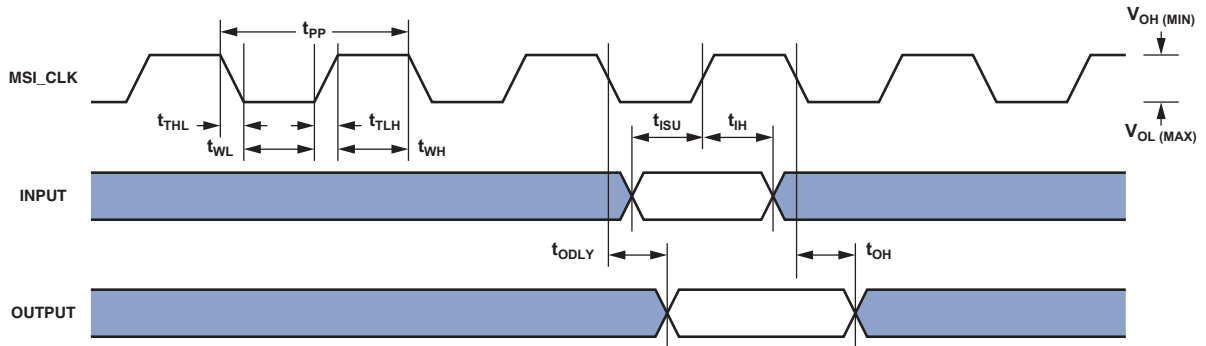 tPP
VOH (MIN)
MSI_CLK
tTHL
tTLH
tISU
tIH
VOL (MAX)
tWL
tWH
INPUT
tODLY
tOH
OUTPUT